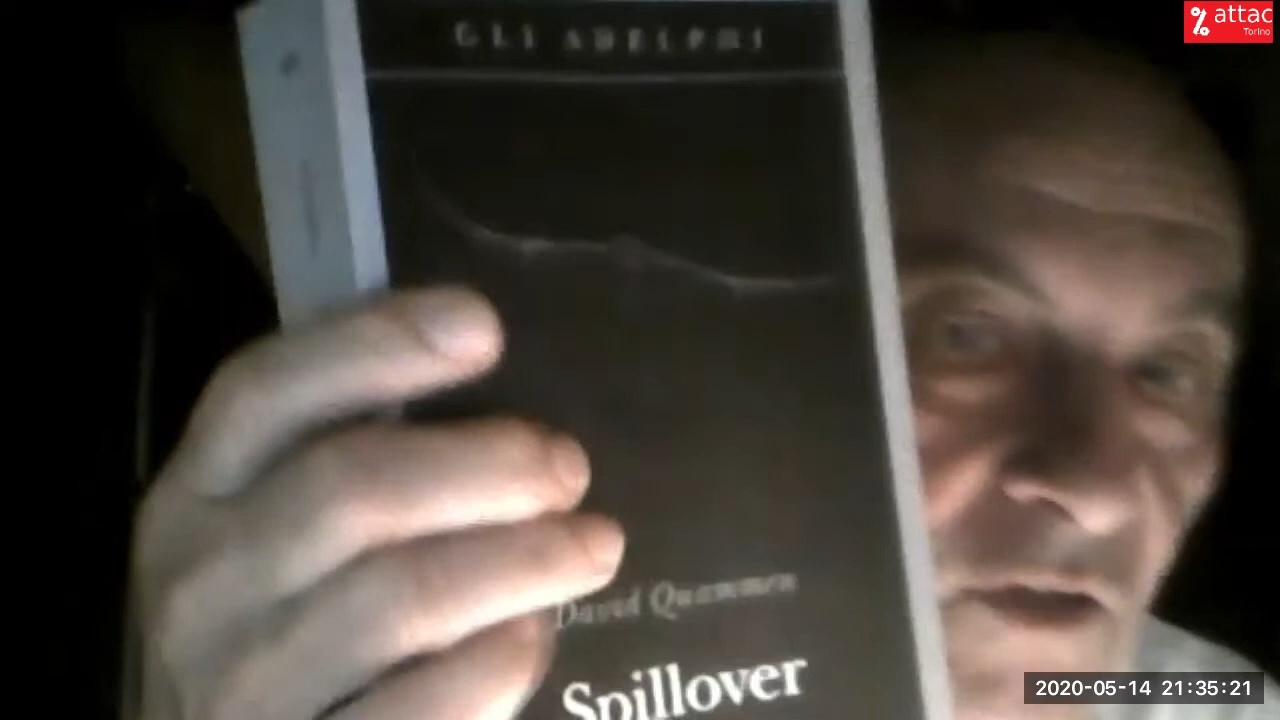 attac
Torino
GLI ADELPHI
David Quammen
Spillover
2020-05-14 21:35:21